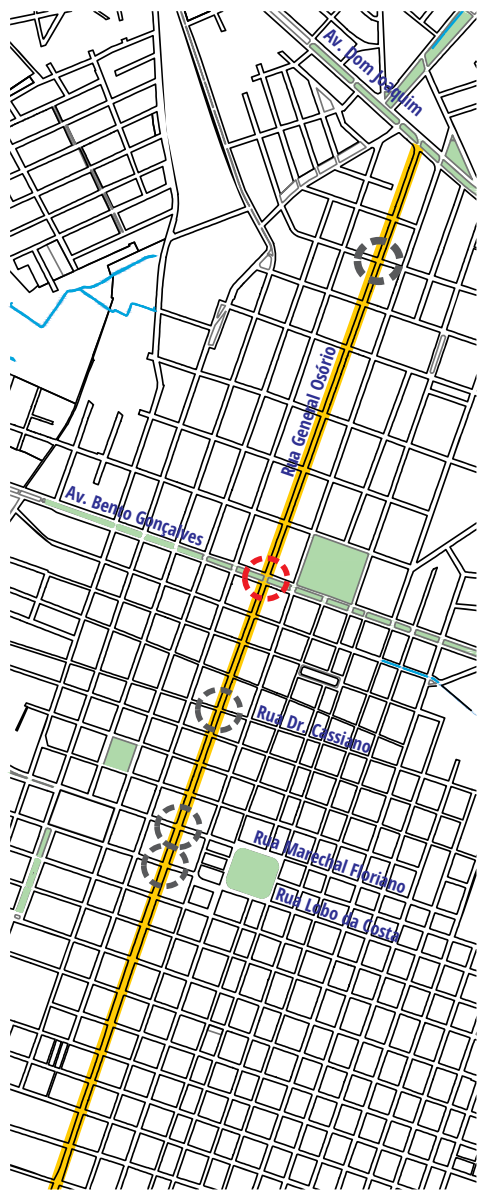 Av. Dom Joaquim
Rua General Osório
Av. Bento Gonçalves
Rua Dr. Cassiano
Rua Marechal Floriano
Rua Lobo da Costa